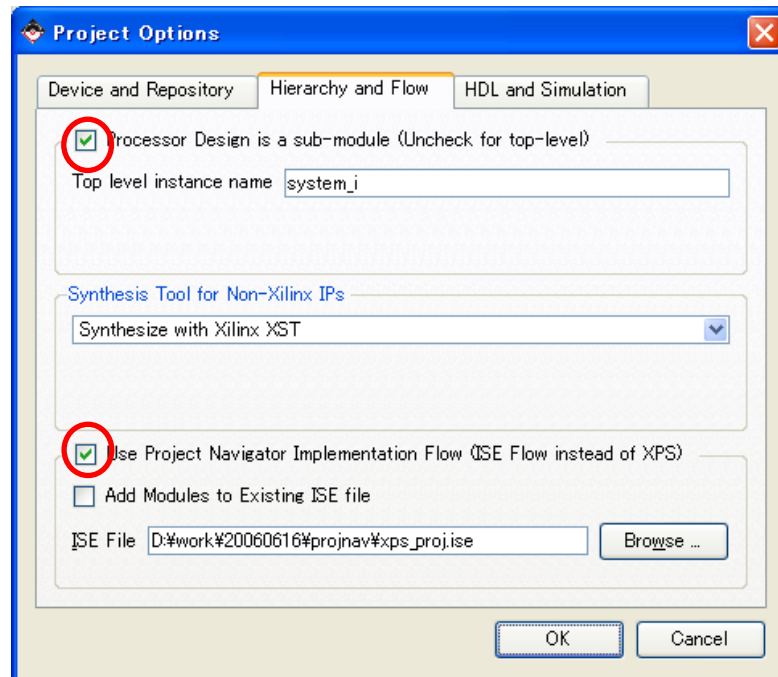 Project Options
Device and Repository
Hierarchy and Flow
HDL and Simulation
Processor Design is a sub-module (Uncheck for top-level)
Top level instance name system_i
Synthesis Tool for Non-Xilinx IPs
Synthesize with Xilinx XST
Use Project Navigator Implementation Flow (ISE Flow instead of XPS)
Add Modules to Existing ISE file
ISE File D:¥work¥20060616¥projnav¥xps_proj.ise Browse ...
OK Cancel